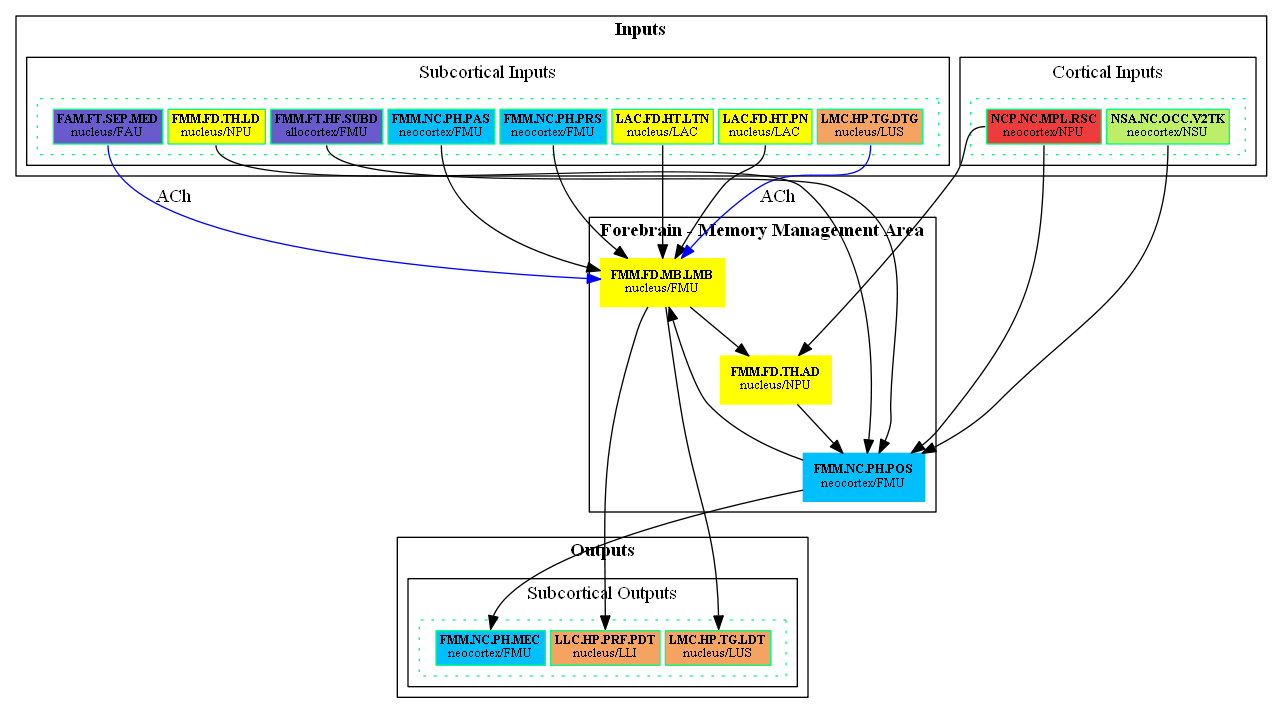 Inputs
Subcortical Inputs
Cortical Inputs
FAM.FT.SEP.MED
nucleus/FAU
FMM.FD.TH.LD
nucleus/NPU
FMM.FT.HF.SUBD
allocortex/FMU
FMM.NC.PH.PAS
neocortex/FMU
FMM.NC.PH.PRS
neocortex/FMU
LAC.FD.HT.LTN
nucleus/LAC
LAC.FD.HT.PN
nucleus/LAC
LMC.HP.TG.DTG
nucleus/LUS
NCP.NC.MPL.RSC
neocortex/NPU
NSA.NC.OCC.V2TK
neocortex/NSU
ACh
ACh
Forebrain - Memory Management Area
FMM.FD.MB.LMB
nucleus/FMU
FMM.FD.TH.AD
nucleus/NPU
FMM.NC.PH.POS
neocortex/FMU
Outputs
Subcortical Outputs
FMM.NC.PH.MEC
neocortex/FMU
LLC.HP.PRF.PDT
nucleus/LLI
LMC.HP.TG.LDT
nucleus/LUS